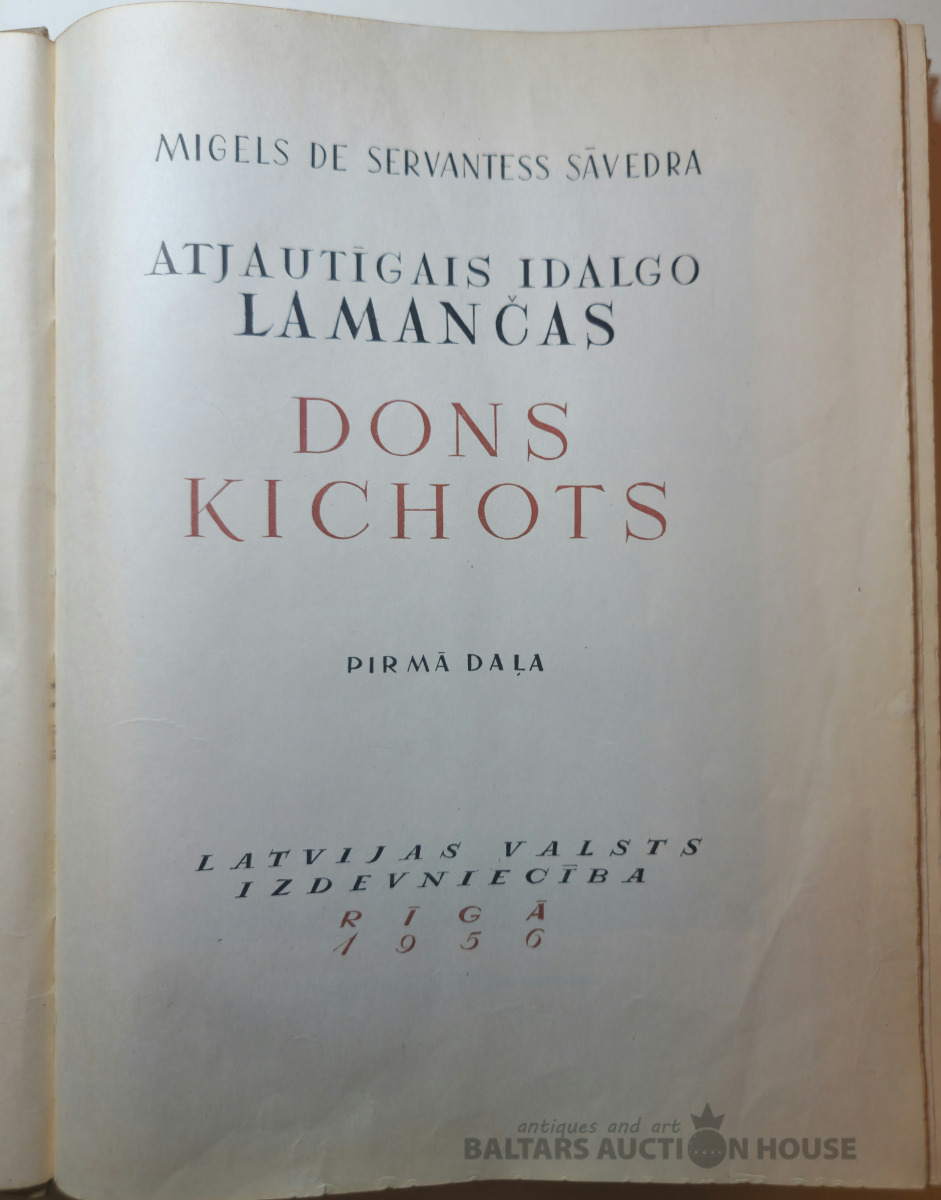 MIGELS DE SERVANTESS SĀVEDRA
ATJAUTĪGAIS IDALGO
LAMANČAS
DONS
KICHOTS
PIRMĀ DAĻA
LATVIJAS VALSTS
IZDEVNIECĪBA
RĪGĀ
1956
antiques and art
BALTARS AUCTION HOUSE